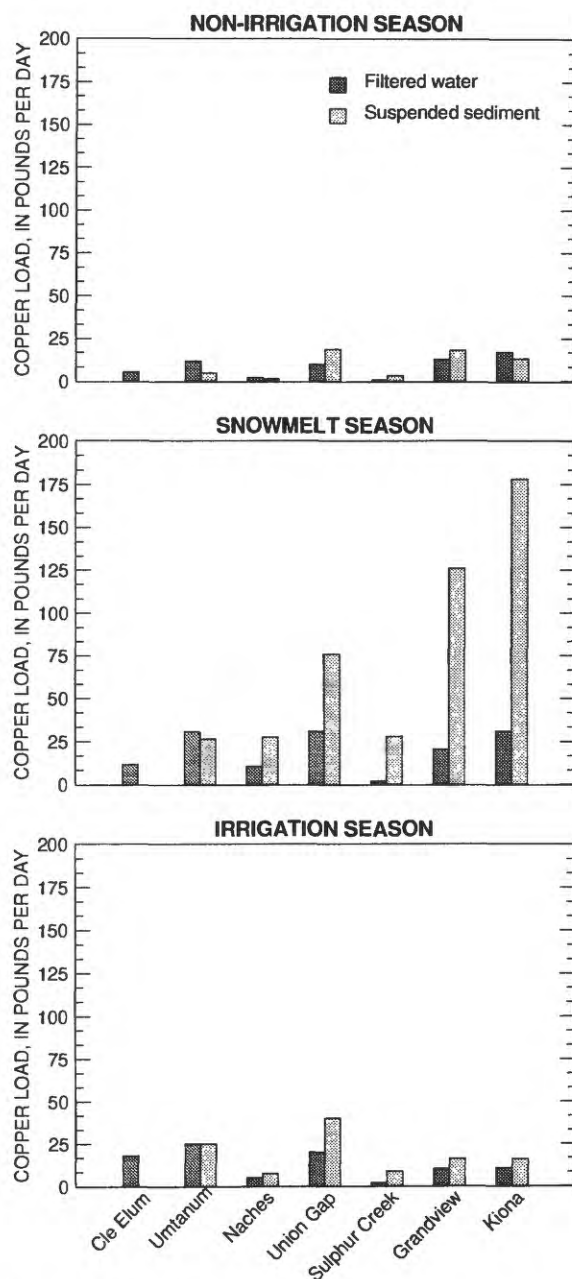 NON-IRRIGATION SEASON
COPPER LOAD, IN POUNDS PER DAY
200
175
150
125
100
75
50
25
0
Filtered water
Suspended sediment
SNOWMELT SEASON
COPPER LOAD, IN POUNDS PER DAY
200
175
150
125
100
75
50
25
0
IRRIGATION SEASON
COPPER LOAD, IN POUNDS PER DAY
200
175
150
125
100
75
50
25
0
Cle Elum
Umtanum
Naches
Union Gap
Sulphur Creek
Grandview
Kiona